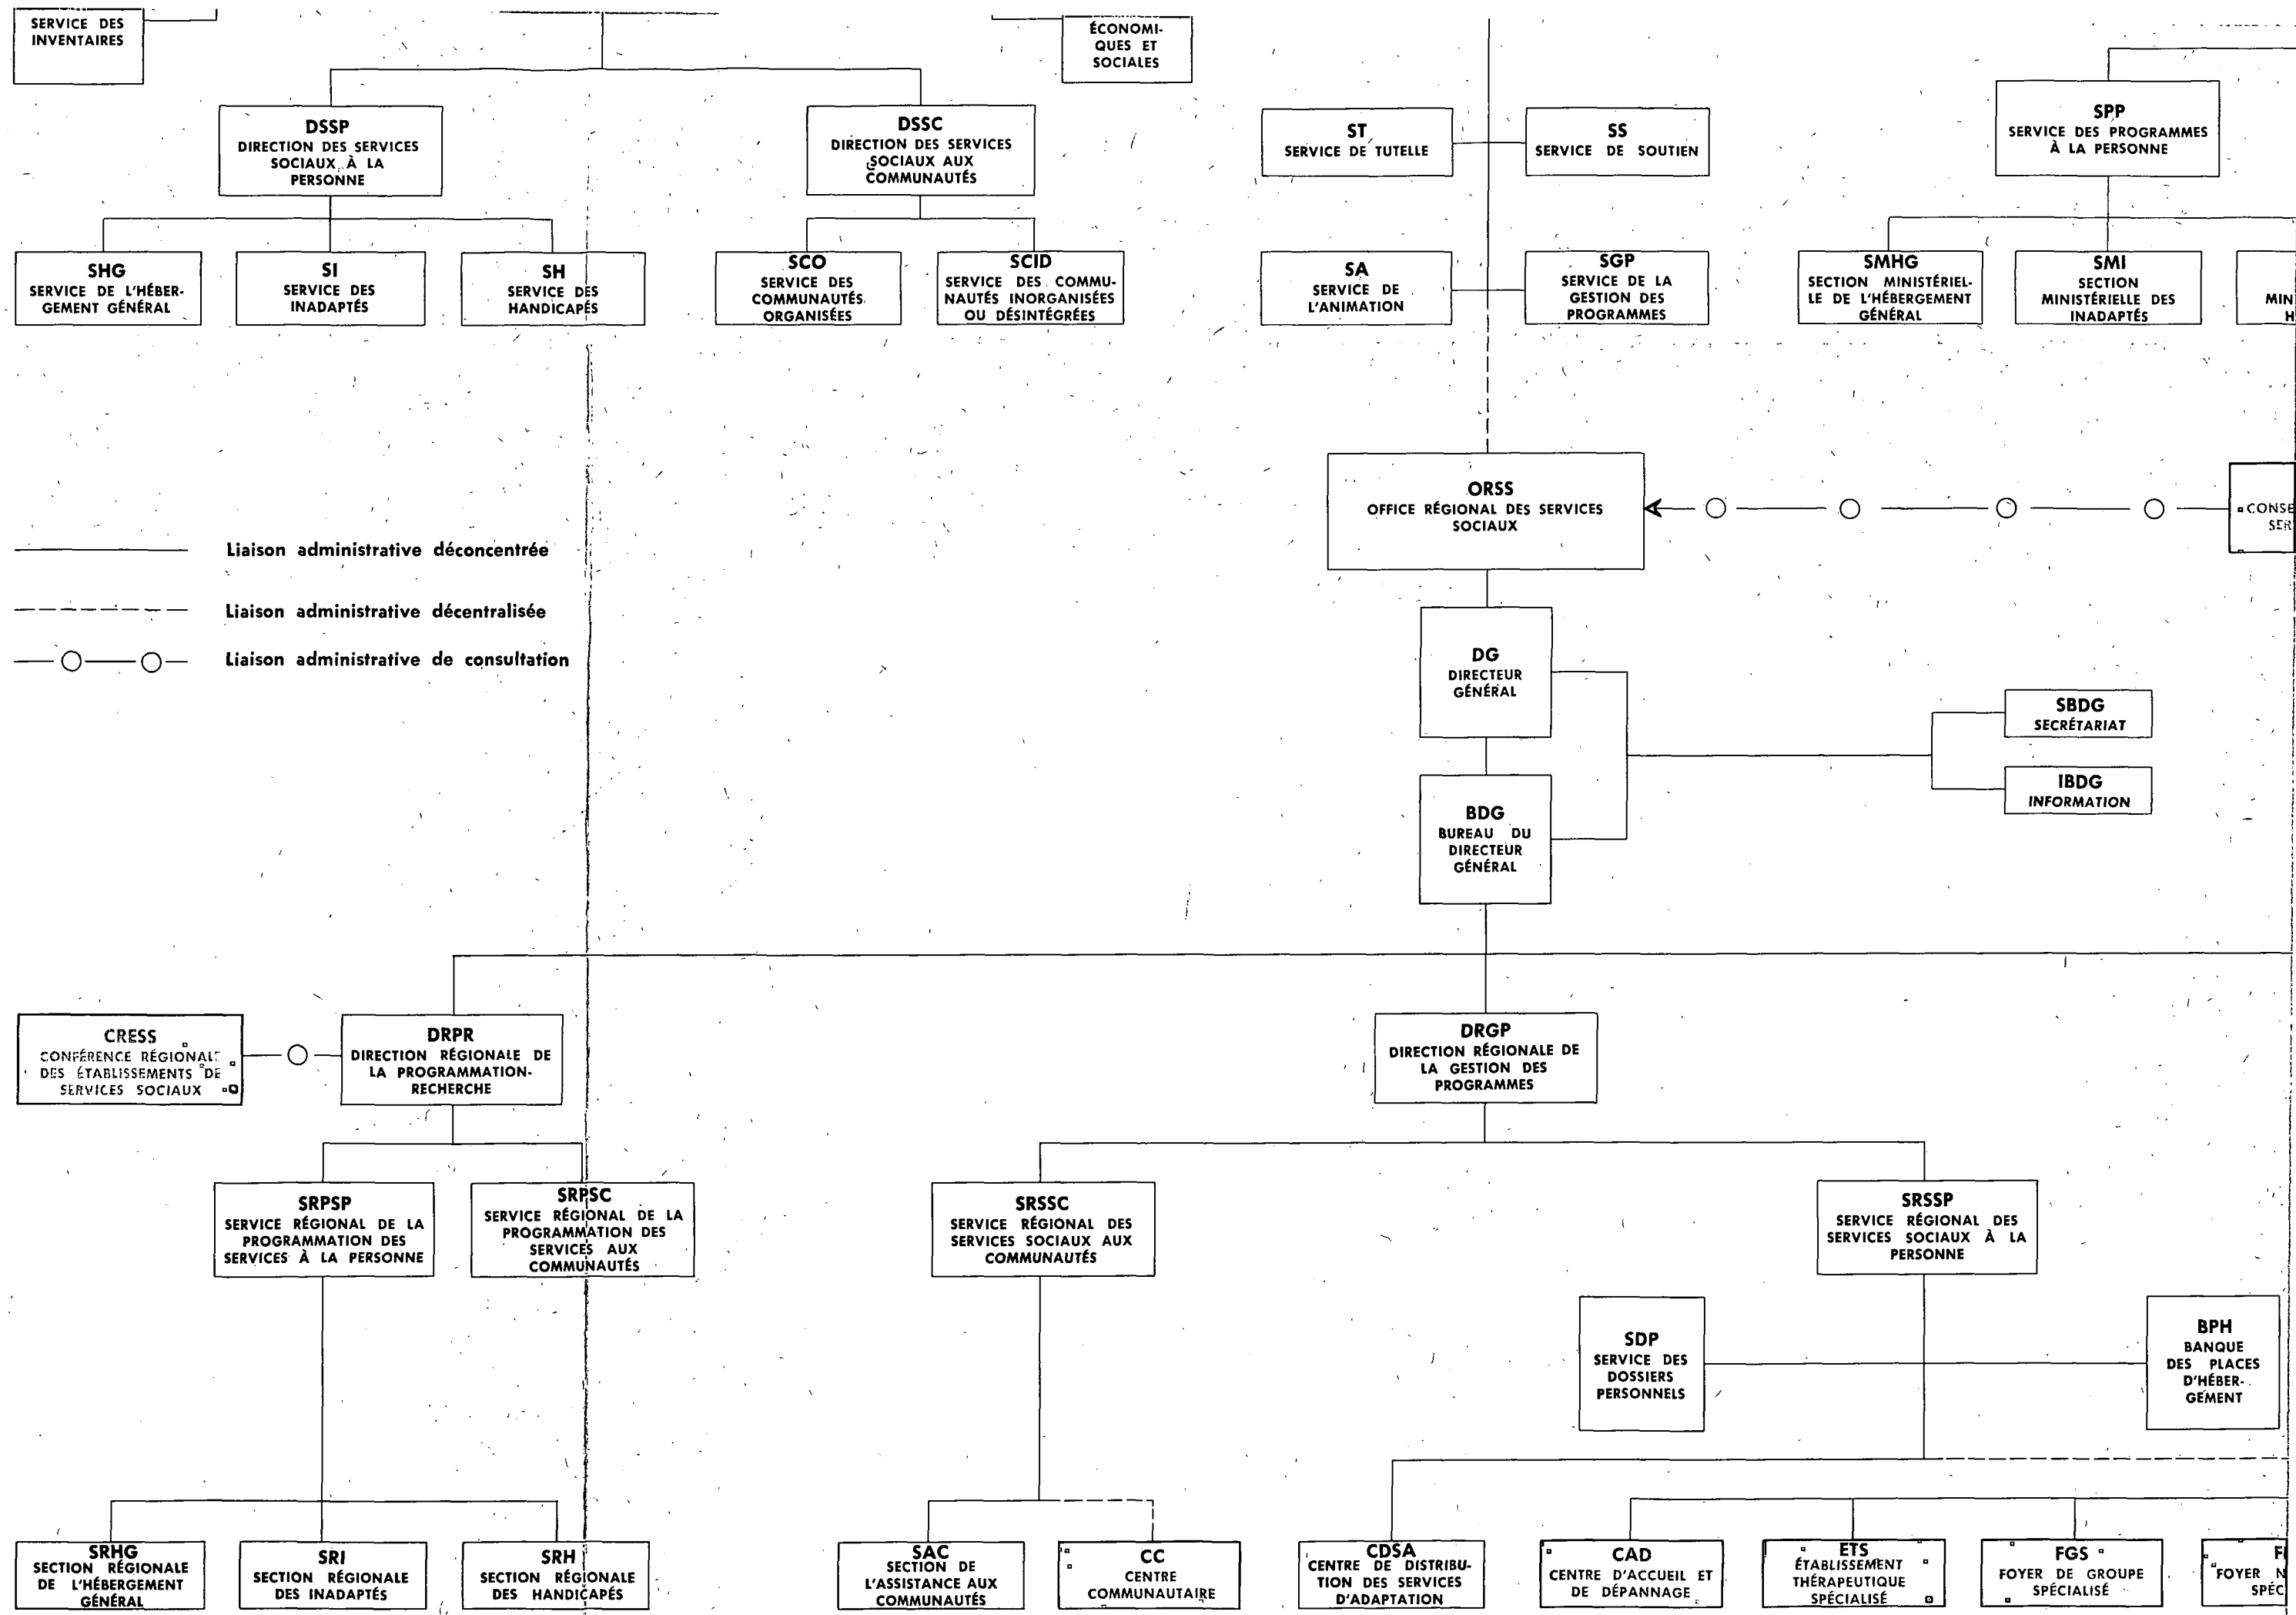 SERVICE DES
INVENTAIRES
ÉCONOMI-
QUES ET
SOCIALES
DSSP
DIRECTION DES SERVICES
SOCIAUX À LA
PERSONNE
DSSC
DIRECTION DES SERVICES
SOCIAUX AUX
COMMUNAUTÉS
ST
SERVICE DE TUTELLE
SS
SERVICE DE SOUTIEN
SPP
SERVICE DES PROGRAMMES
À LA PERSONNE
SHG
SERVICE DE L'HÉBER-
GEMENT GÉNÉRAL
SI
SERVICE DES
INADAPTÉS
SH
SERVICE DES
HANDICAPÉS
SCO
SERVICE DES
COMMUNAUTÉS
ORGANISÉES
SCID
SERVICE DES COMMU-
NAUTÉS INORGANISÉES
OU DÉSINTÉGRÉES
SA
SERVICE DE
L'ANIMATION
SGP
SERVICE DE LA
GESTION DES
PROGRAMMES
SMHG
SECTION MINISTÉRIEL-
LE DE L'HÉBERGEMENT
GÉNÉRAL
SMI
SECTION
MINISTÉRIELLE DES
INADAPTÉS
MIN
H
ORSS
OFFICE RÉGIONAL DES SERVICES
SOCIAUX
CONSE
SER
Liaison administrative déconcentrée
Liaison administrative décentralisée
Liaison administrative de consultation
DG
DIRECTEUR
GÉNÉRAL
SBDG
SECRÉTARIAT
IBDG
INFORMATION
BDG
BUREAU DU
DIRECTEUR
GÉNÉRAL
CRESS
CONFÉRENCE RÉGIONALE
DES ÉTABLISSEMENTS DE
SERVICES SOCIAUX
DRPR
DIRECTION RÉGIONALE DE
LA PROGRAMMATION-
RECHERCHE
DRGP
DIRECTION RÉGIONALE DE
LA GESTION DES
PROGRAMMES
SRPSP
SERVICE RÉGIONAL DE LA
PROGRAMMATION DES
SERVICES À LA PERSONNE
SRPSC
SERVICE RÉGIONAL DE LA
PROGRAMMATION DES
SERVICES AUX
COMMUNAUTÉS
SRSSC
SERVICE RÉGIONAL DES
SERVICES SOCIAUX AUX
COMMUNAUTÉS
SRSSP
SERVICE RÉGIONAL DES
SERVICES SOCIAUX À LA
PERSONNE
SDP
SERVICE DES
DOSSIERS
PERSONNELS
BPH
BANQUE
DES PLACES
D'HÉBER-
GEMENT
SRHG
SECTION RÉGIONALE
DE L'HÉBERGEMENT
GÉNÉRAL
SRI
SECTION RÉGIONALE
DES INADAPTÉS
SRH
SECTION RÉGIONALE
DES HANDICAPÉS
SAC
SECTION DE
L'ASSISTANCE AUX
COMMUNAUTÉS
CC
CENTRE
COMMUNAUTAIRE
CDSA
CENTRE DE DISTRIBU-
TION DES SERVICES
D'ADAPTATION
CAD
CENTRE D'ACCUEIL ET
DE DÉPANNAGE
ETS
ÉTABLISSEMENT
THÉRAPEUTIQUE
SPÉCIALISÉ
FGS
FOYER DE GROUPE
SPÉCIALISÉ
FOYER N
SPÉC